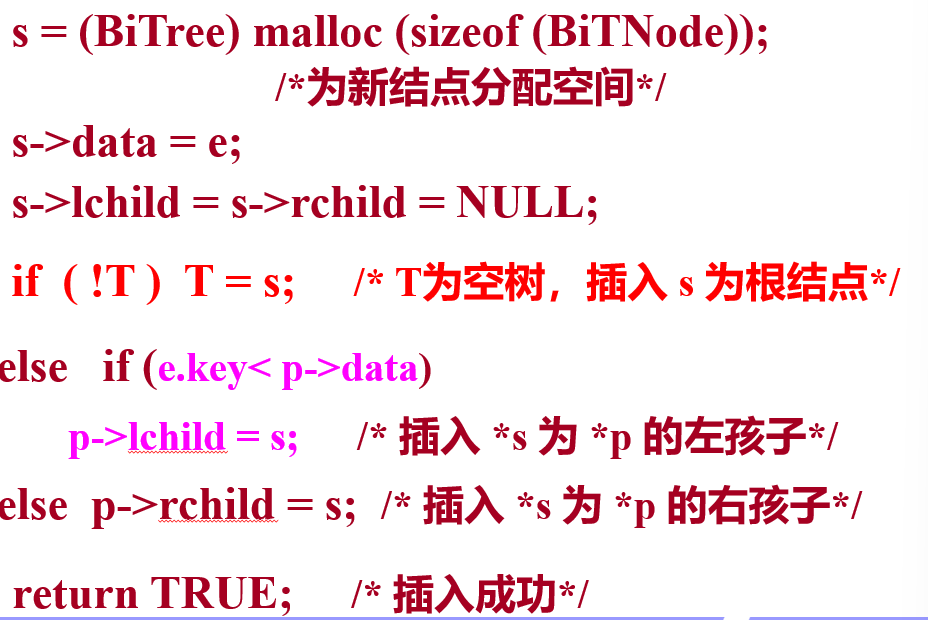 s = (BiTree) malloc (sizeof (BiTNode));
/*为新结点分配空间*/
s->data = e;
s->lchild = s->rchild = NULL;
if ( !T ) T = s; /* T为空树，插入 s 为根结点*/
else if (e.key< p->data)
p->lchild = s; /* 插入 *s 为 *p 的左孩子*/
else p->rchild = s; /* 插入 *s 为 *p 的右孩子*/
return TRUE; /* 插入成功*/